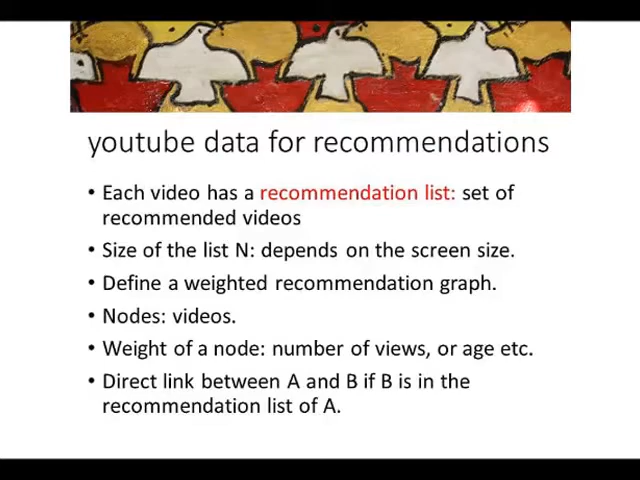 youtube data for recommendations
• Each video has a recommendation list: set of
recommended videos
• Size of the list N: depends on the screen size.
• Define a weighted recommendation graph.
• Nodes: videos.
• Weight of a node: number of views, or age etc.
• Direct link between A and B if B is in the
recommendation list of A.